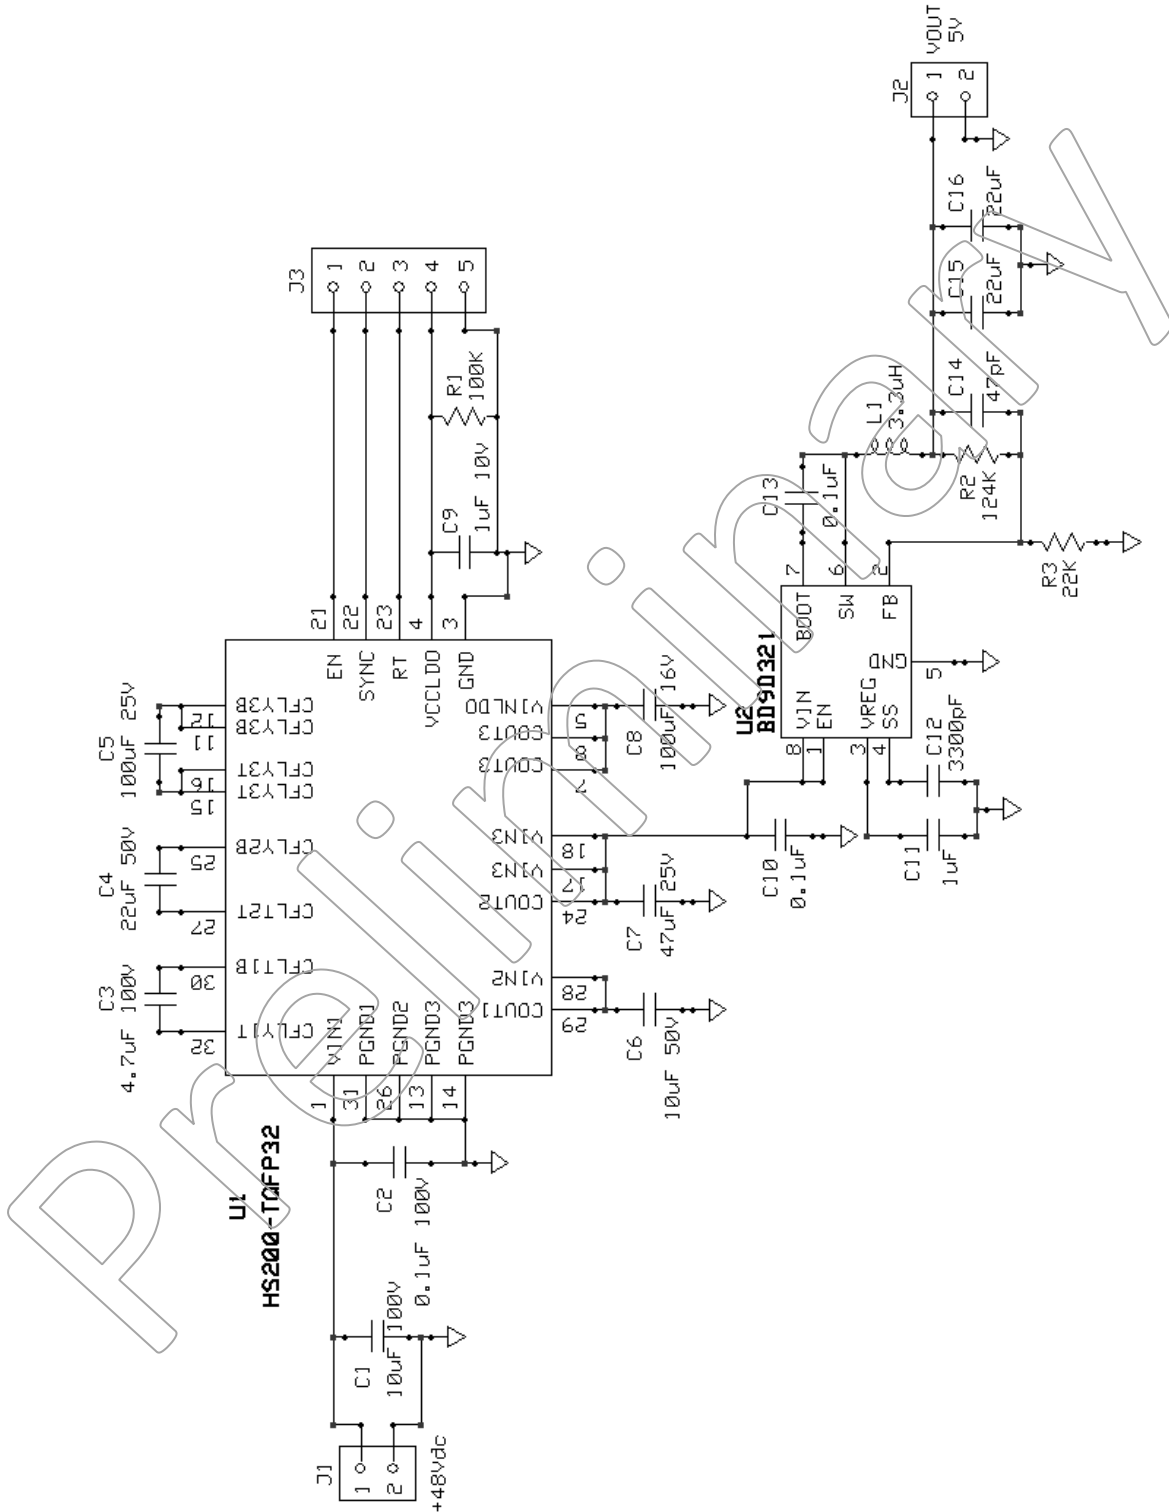 J1
1
2
+48Vdc
C1
10uF 100V
C2
0.1uF 100V
U1
HS200-TQFP32
1
31
26
13
14
VIN1
PGND1
PGND2
PGND3
PGND3
C3
4.7uF 100V
32
CFLY1T
30
CFLT1B
C4
22uF 50V
27
CFLT2T
25
CFLY2B
C5
100uF 25V
15
16
CFLY3T
CFLY3T
11
12
CFLY3B
CFLY3B
EN
SYNC
RT
VCCLDO
GND
21
22
23
4
3
COUT1
29
VIN2
28
COUT2
24
VIN3
17
VIN3
18
COUT3
7
COUT3
8
VINLDO
5
C6
10uF 50V
C7
47uF 25V
C8
100uF 16V
C9
1uF 10V
R1
100K
J3
1
2
3
4
5
C10
0.1uF
C11
1uF
C12
3300pF
U2
BD9D321
8
1
3
4
VIN
EN
VREG
SS
GND
5
BOOT
SW
FB
7
6
2
C13
0.1uF
L1
3.3uH
R2
124K
R3
22K
C14
47pF
C15
22uF
C16
22uF
J2
1
2
VOUT
5V
Preliminary